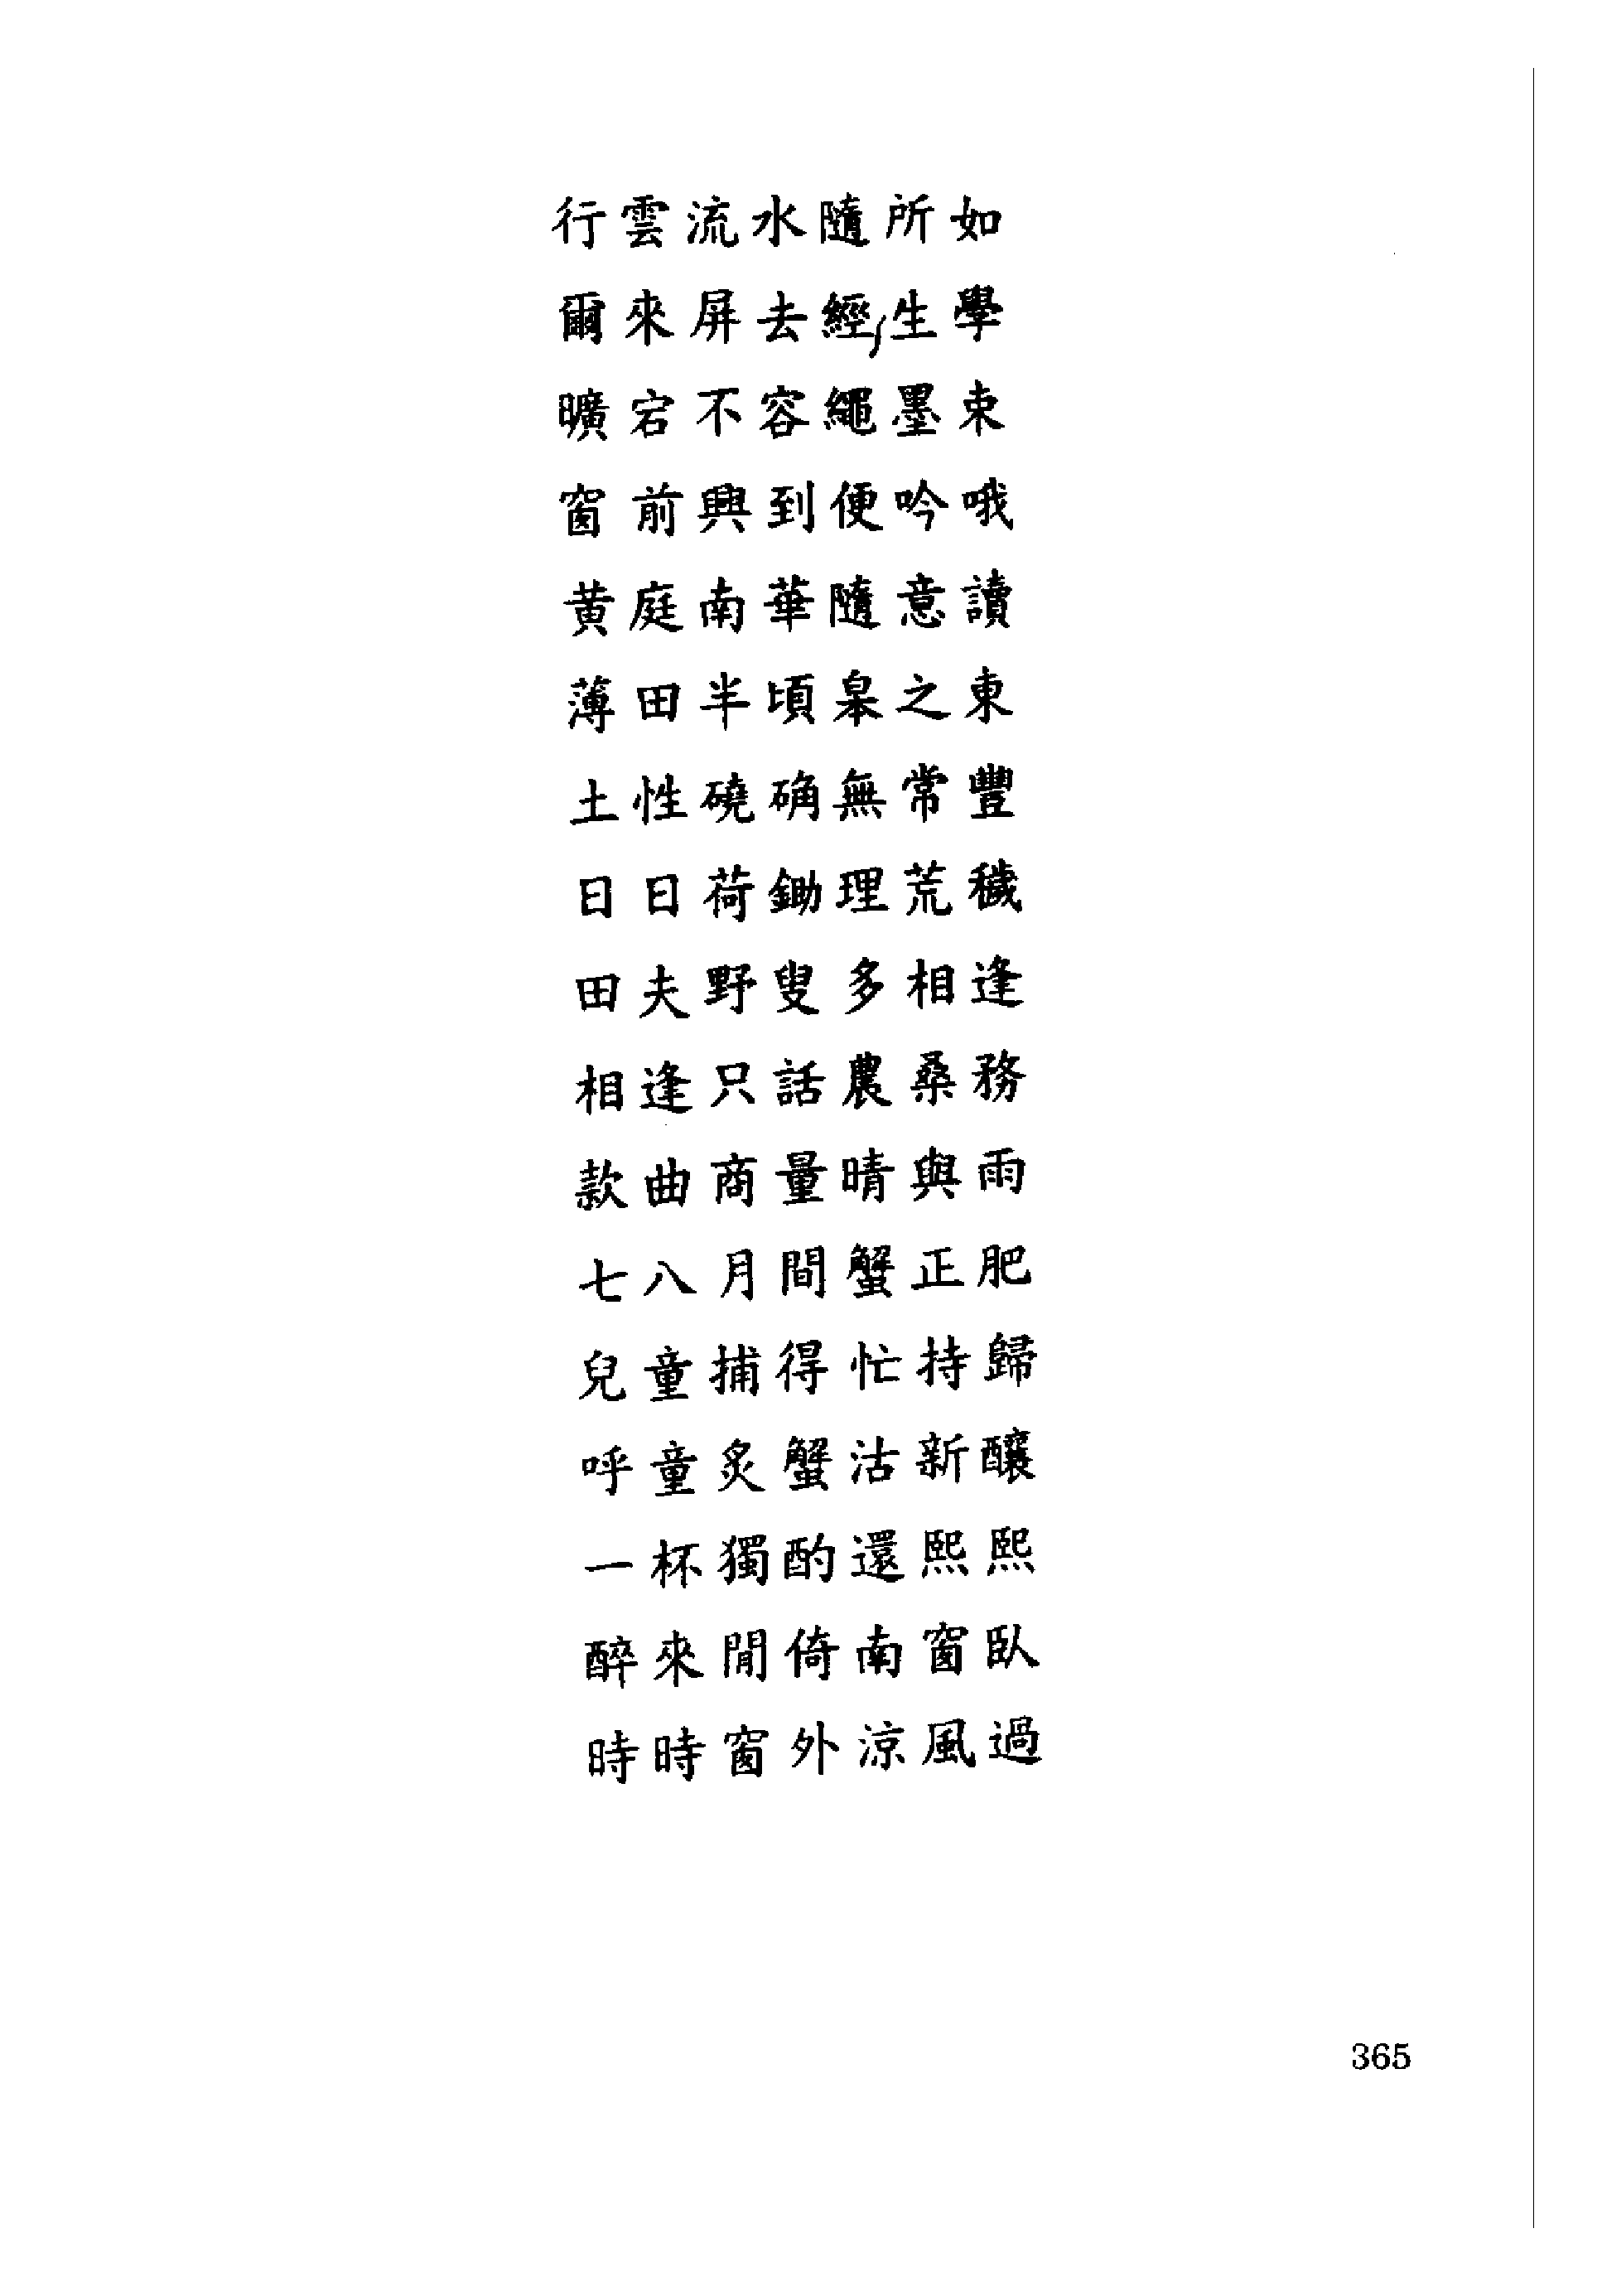 行雲流水隨所如
爾來屏去經生學
曠宕不容繩墨束
窗前興到便吟哦
黄庭南華隨意讀
薄田半頃皋之東
土性磽确無常豐
日日荷鋤理荒穢
田夫野叟多相逢
相逢只話農桑務
款曲商量晴與雨
七八月間蟹正肥
兒童捕得忙持歸
呼童炙蟹沽新釀
一杯獨酌還熙熙
醉來閒倚南窗臥
時時窗外涼風過
365